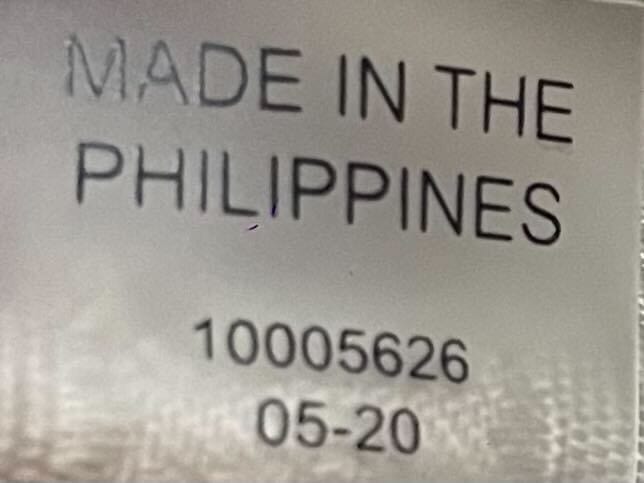 MADE IN THE
PHILIPPINES
10005626
05-20